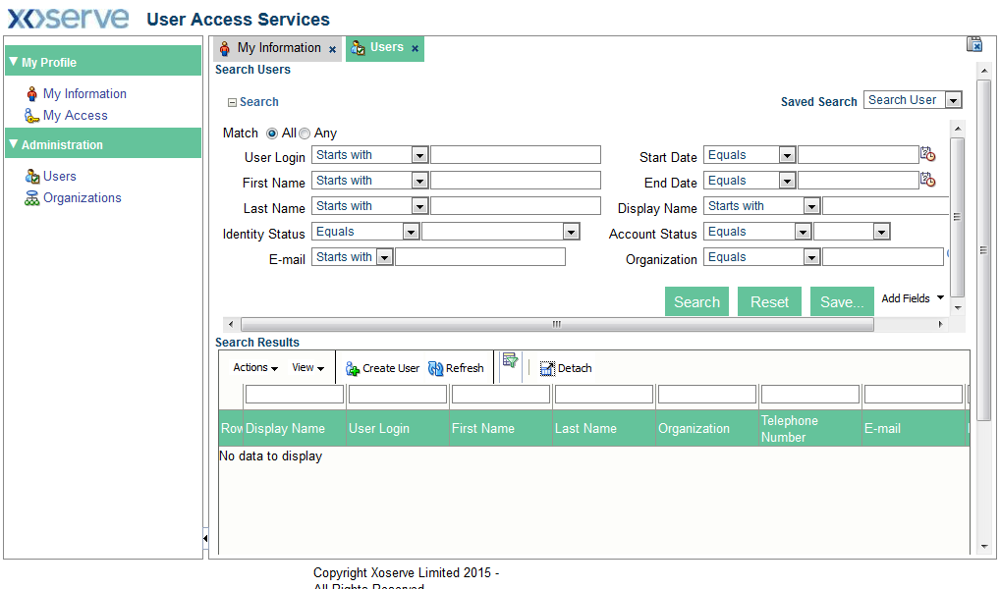 xoserve User Access Services
My Profile
My Information
My Access
Administration
Users
Organizations
My Information x
Users x
Search Users
Search
Saved Search Search User
Match All Any
User Login Starts with
Start Date Equals
First Name Starts with
End Date Equals
Last Name Starts with
Display Name Starts with
Identity Status Equals
Account Status Equals
E-mail Starts with
Organization Equals
Search Reset Save... Add Fields
Search Results
Actions View Create User Refresh Detach
Row Display Name User Login First Name Last Name Organization Telephone Number E-mail
No data to display
Copyright Xoserve Limited 2015 -
All Rights Reserved